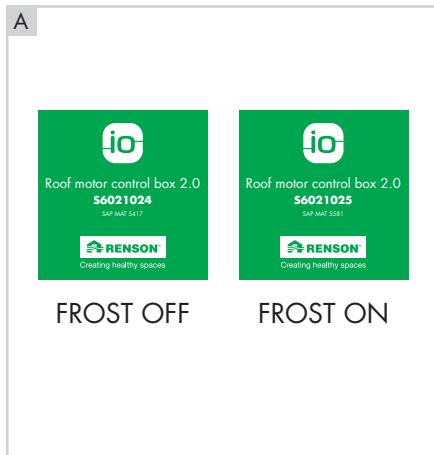 A
io
Roof motor control box 2.0
S6021024
SAP MAT 5417
RENSON®
Creating healthy spaces
FROST OFF
io
Roof motor control box 2.0
S6021025
SAP MAT 5581
RENSON®
Creating healthy spaces
FROST ON